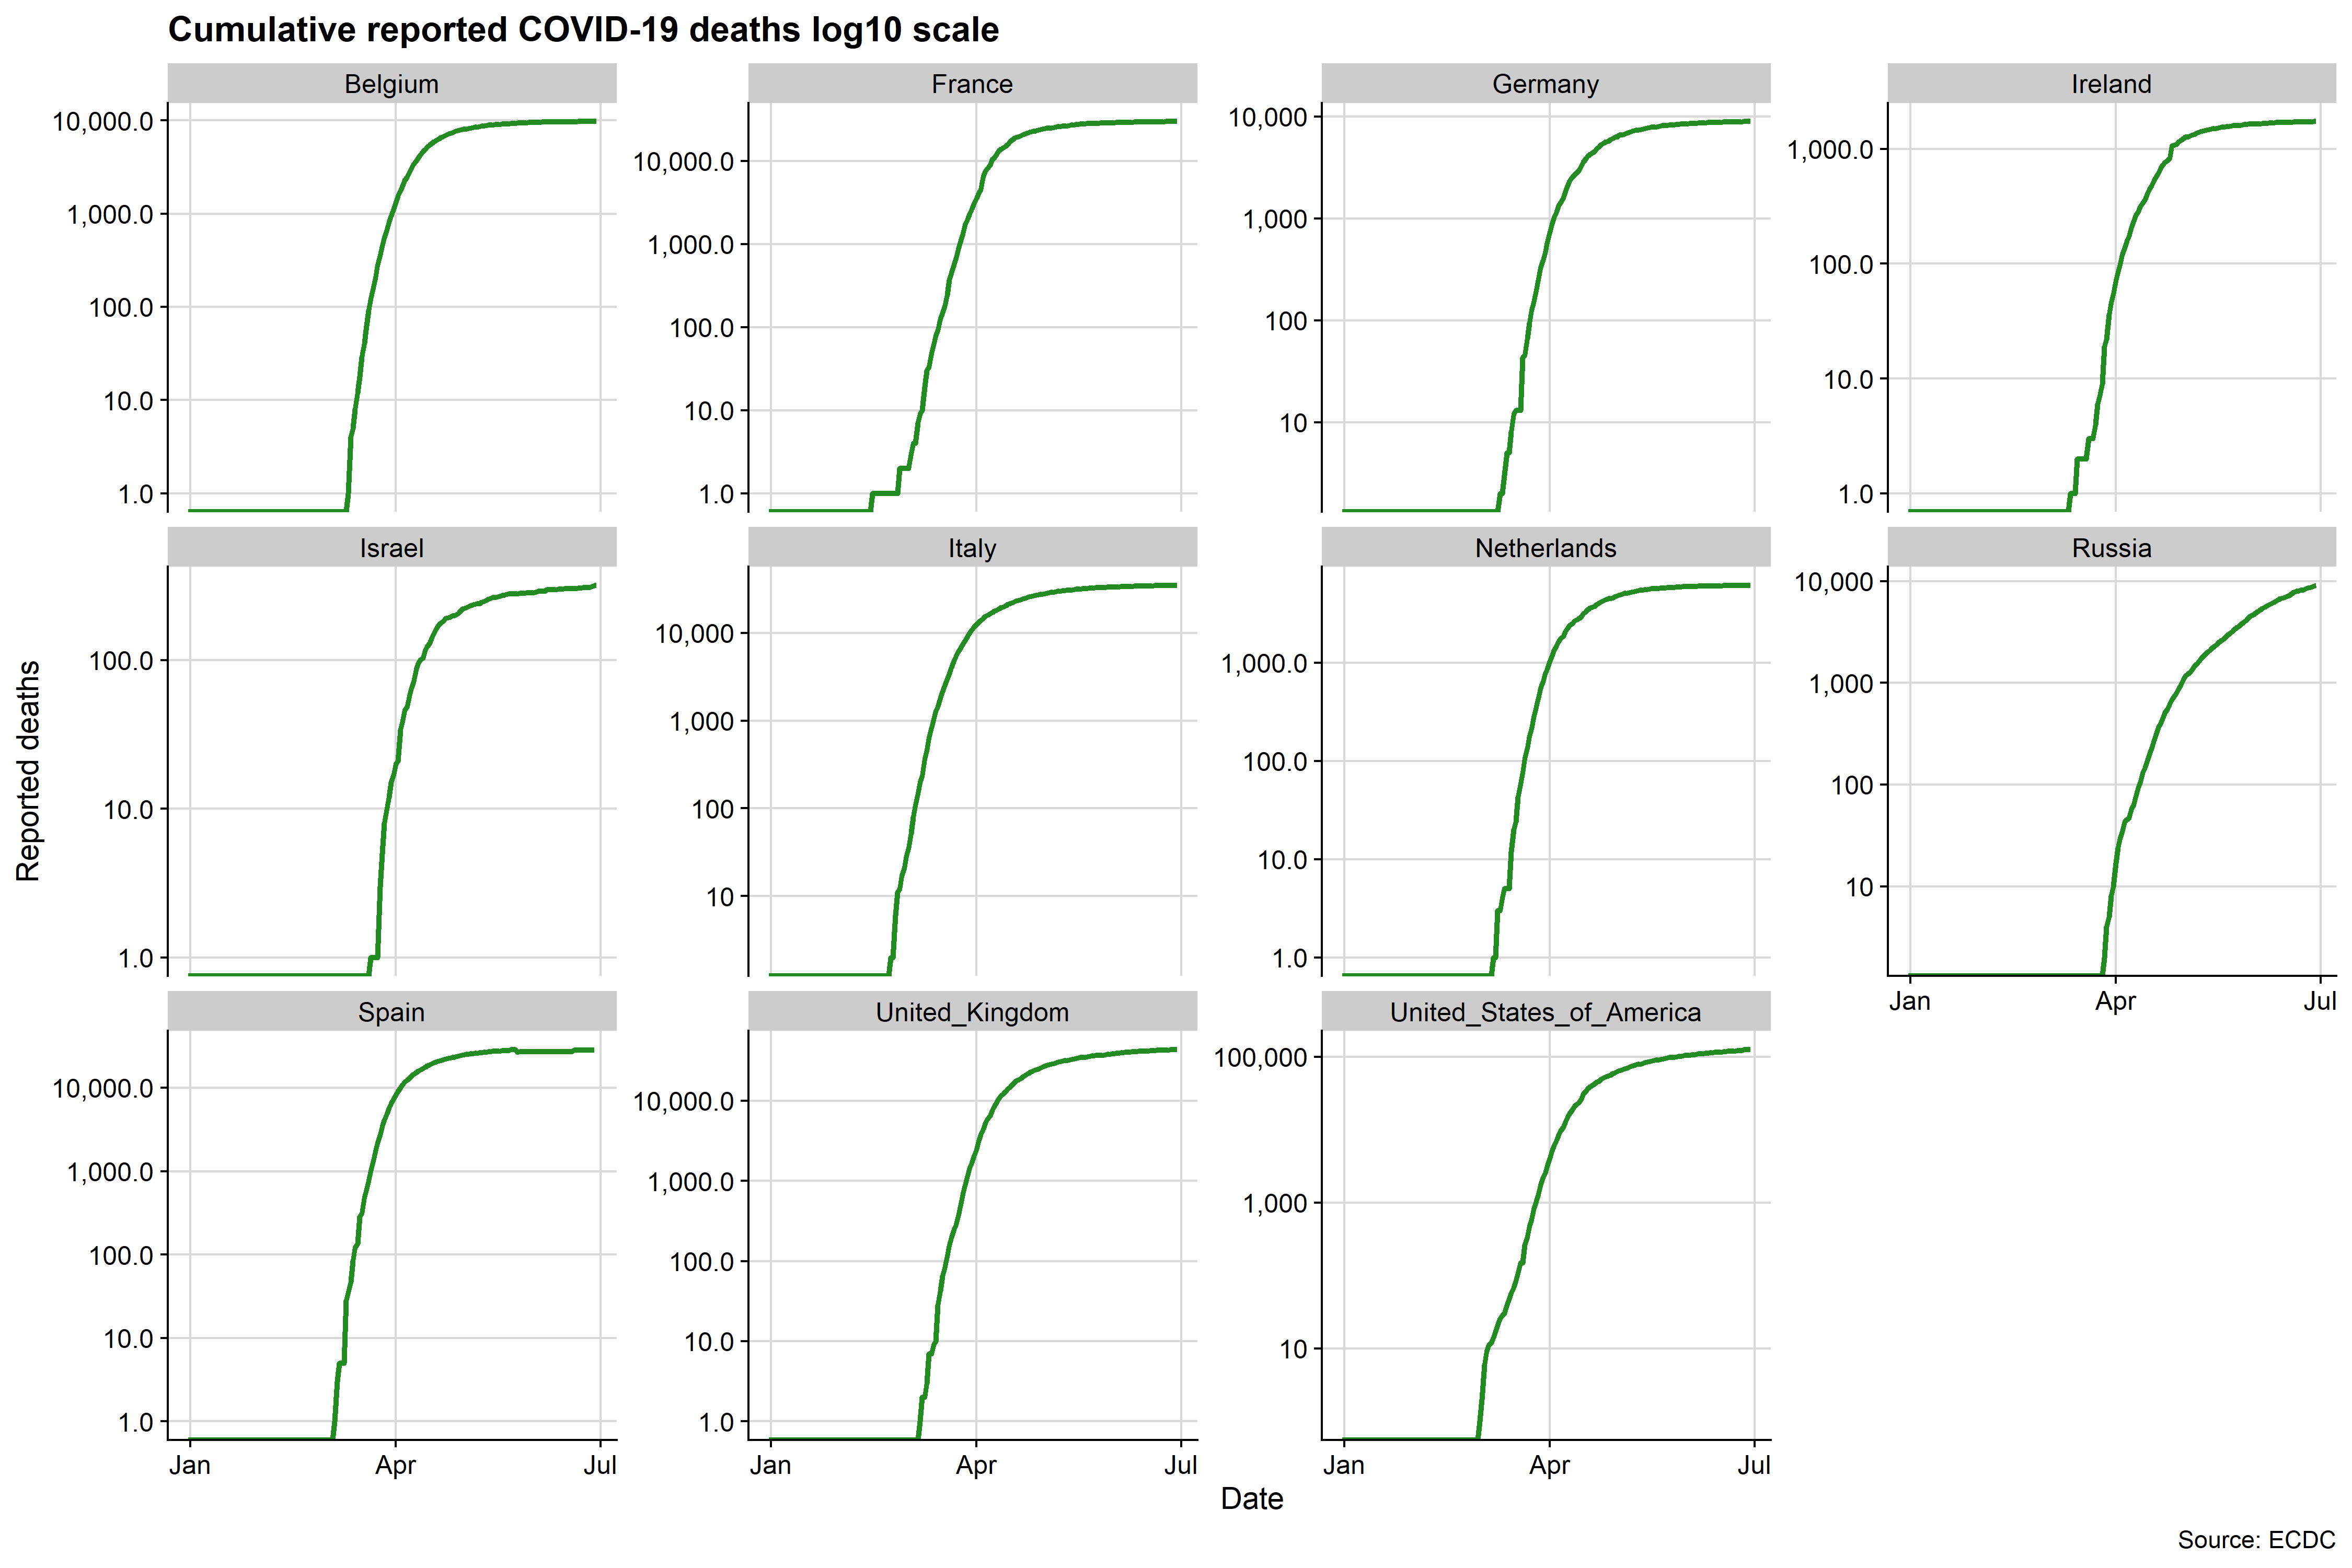 Cumulative reported COVID-19 deaths log10 scale
Belgium
France
Germany
Ireland
10,000.0
1,000.0
100.0
10.0
1.0
10,000.0
1,000.0
100.0
10.0
1.0
10,000
1,000
100
10
1,000.0
100.0
10.0
1.0
Israel
Italy
Netherlands
Russia
100.0
10.0
1.0
10,000
1,000
100
10
1,000.0
100.0
10.0
1.0
10,000
1,000
100
10
Jan Apr Jul
Reported deaths
Spain
United_Kingdom
United_States_of_America
10,000.0
1,000.0
100.0
10.0
1.0
10,000.0
1,000.0
100.0
10.0
1.0
100,000
1,000
10
Jan Apr Jul
Jan Apr Jul
Jan Apr Jul
Date
Source: ECDC